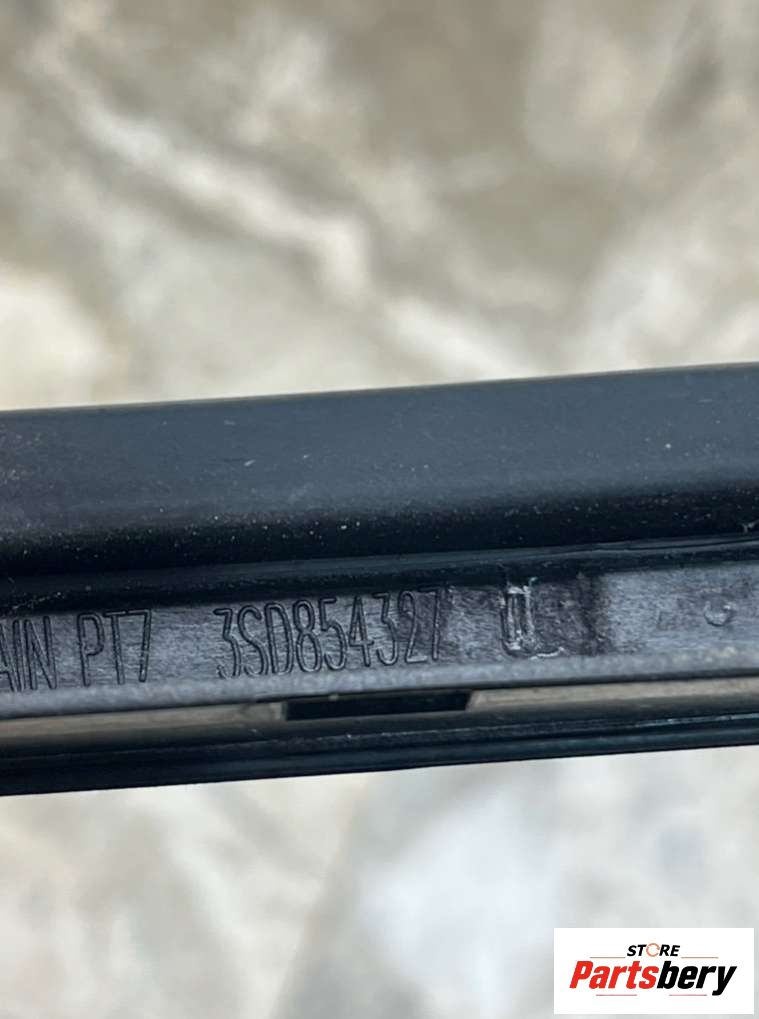 AIN PT7 3SD854327
STORE
Partsbery